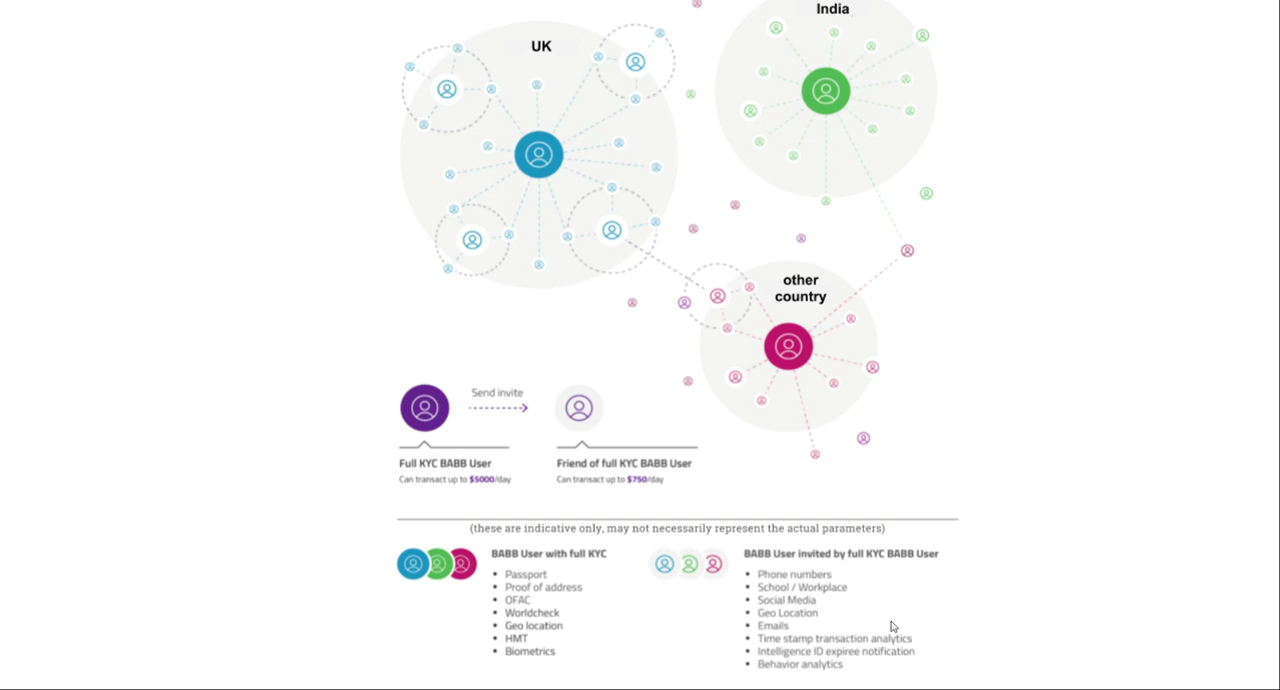 India
UK
other
country
Send invite
Full KYC BABB User
Can transact up to $5000/day
Friend of full KYC BABB User
Can transact up to $750/day
(these are indicative only, may not necessarily represent the actual parameters)
BABB User with full KYC
• Passport
• Proof of address
• OFAC
• Worldcheck
• Geo location
• HMT
• Biometrics
BABB User invited by full KYC BABB User
• Phone numbers
• School / Workplace
• Social Media
• Geo Location
• Emails
• Time stamp transaction analytics
• Intelligence ID expiree notification
• Behavior analytics